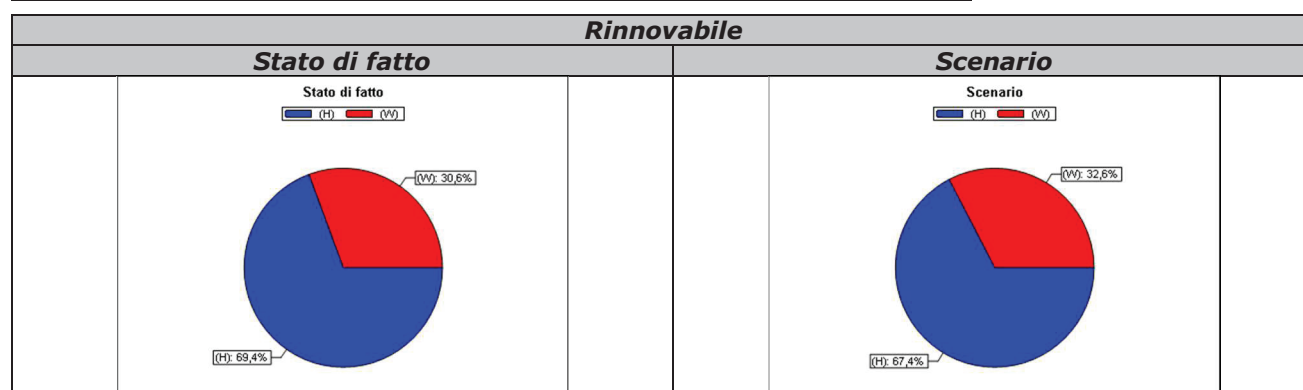 Rinnovabile
Stato di fatto
Scenario
Stato di fatto
(H) (W)
(W): 30,6%
(H): 69,4%
Scenario
(H) (W)
(W): 32,6%
(H): 67,4%